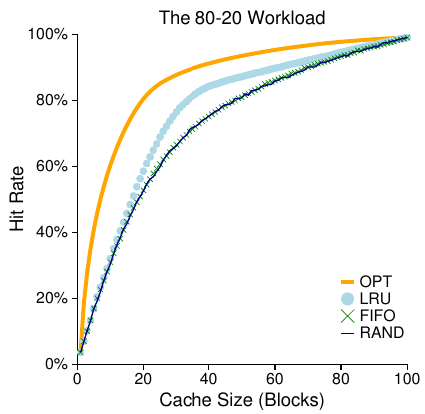 The 80-20 Workload
100%
80%
60%
40%
20%
0%
Hit Rate
OPT
LRU
FIFO
RAND
0 20 40 60 80 100
Cache Size (Blocks)